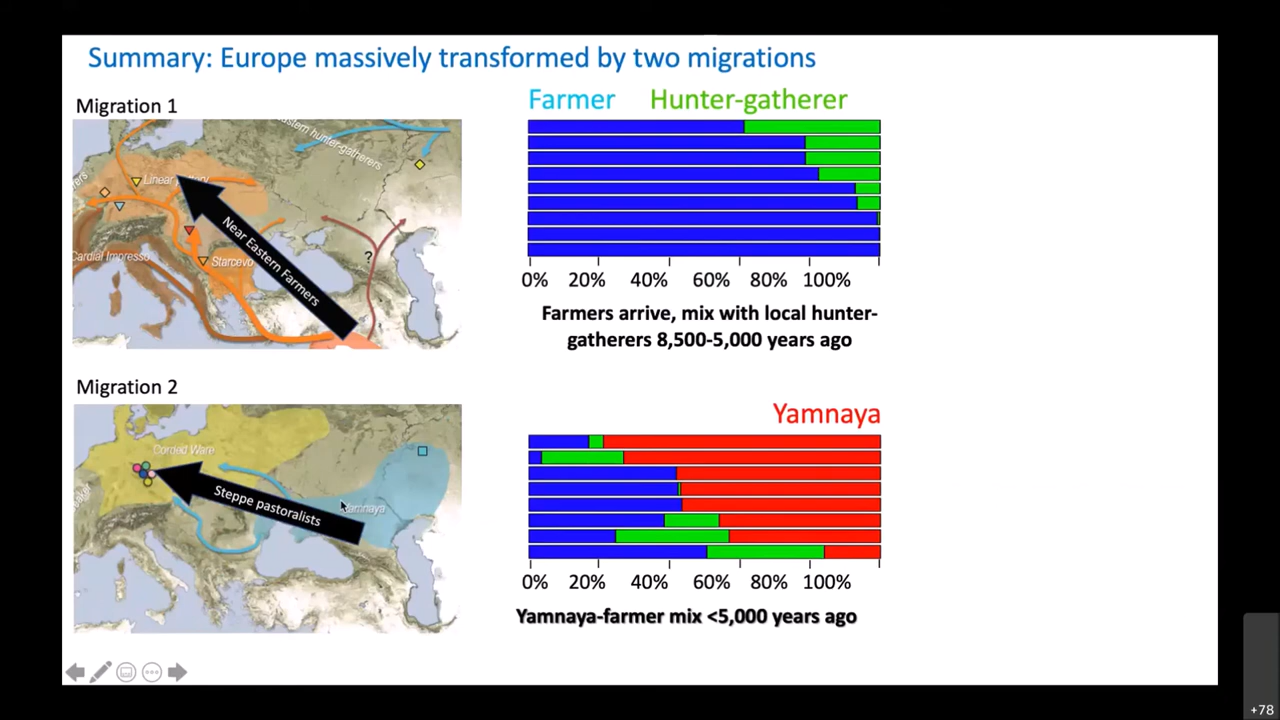 Summary: Europe massively transformed by two migrations
Migration 1
Eastern hunter-gatherers
Linear
Cardial Impresso
Starcevo
?
Near Eastern Farmers
Farmer Hunter-gatherer
0% 20% 40% 60% 80% 100%
Farmers arrive, mix with local hunter-
gatherers 8,500-5,000 years ago
Migration 2
Corded Ware
Yamnaya
Steppe pastoralists
Yamnaya
0% 20% 40% 60% 80% 100%
Yamnaya-farmer mix <5,000 years ago
+78